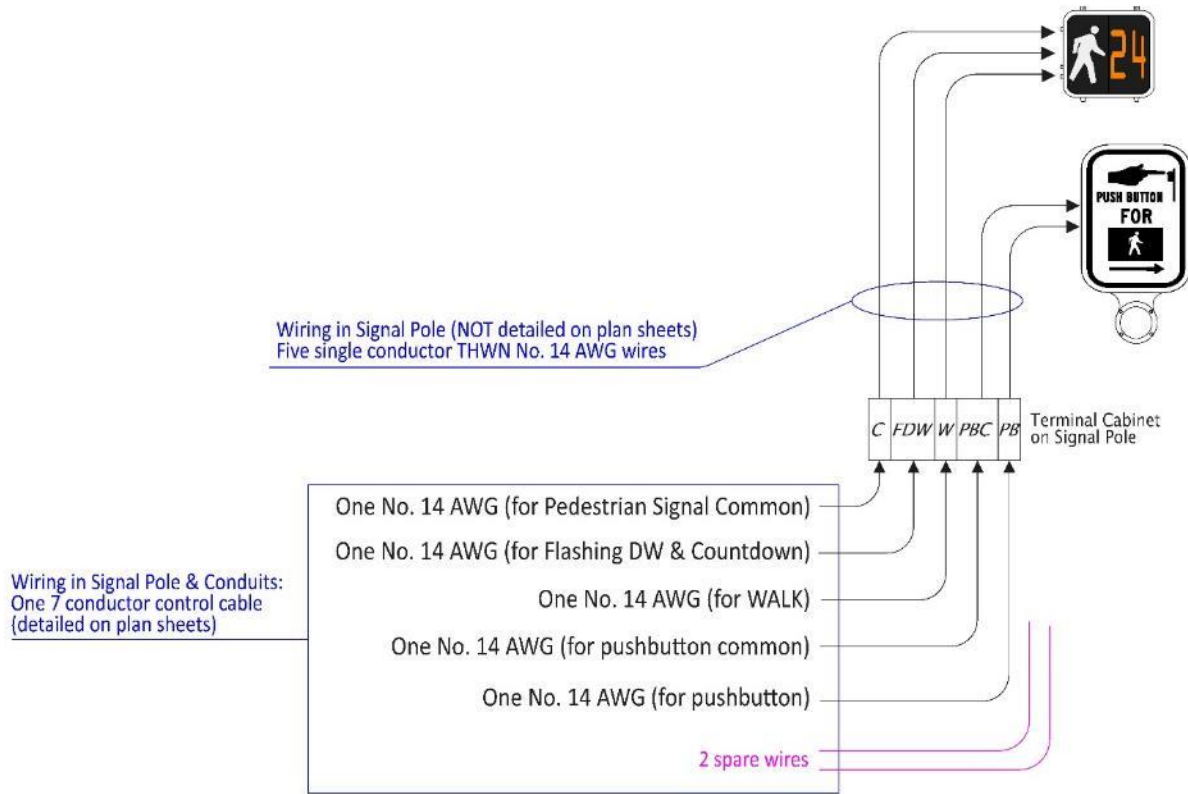 24
PUSH BUTTON
FOR
Wiring in Signal Pole (NOT detailed on plan sheets)
Five single conductor THWN No. 14 AWG wires
C FDW W PBC PB
Terminal Cabinet
on Signal Pole
One No. 14 AWG (for Pedestrian Signal Common)
One No. 14 AWG (for Flashing DW & Countdown)
One No. 14 AWG (for WALK)
One No. 14 AWG (for pushbutton common)
One No. 14 AWG (for pushbutton)
2 spare wires
Wiring in Signal Pole & Conduits:
One 7 conductor control cable
(detailed on plan sheets)